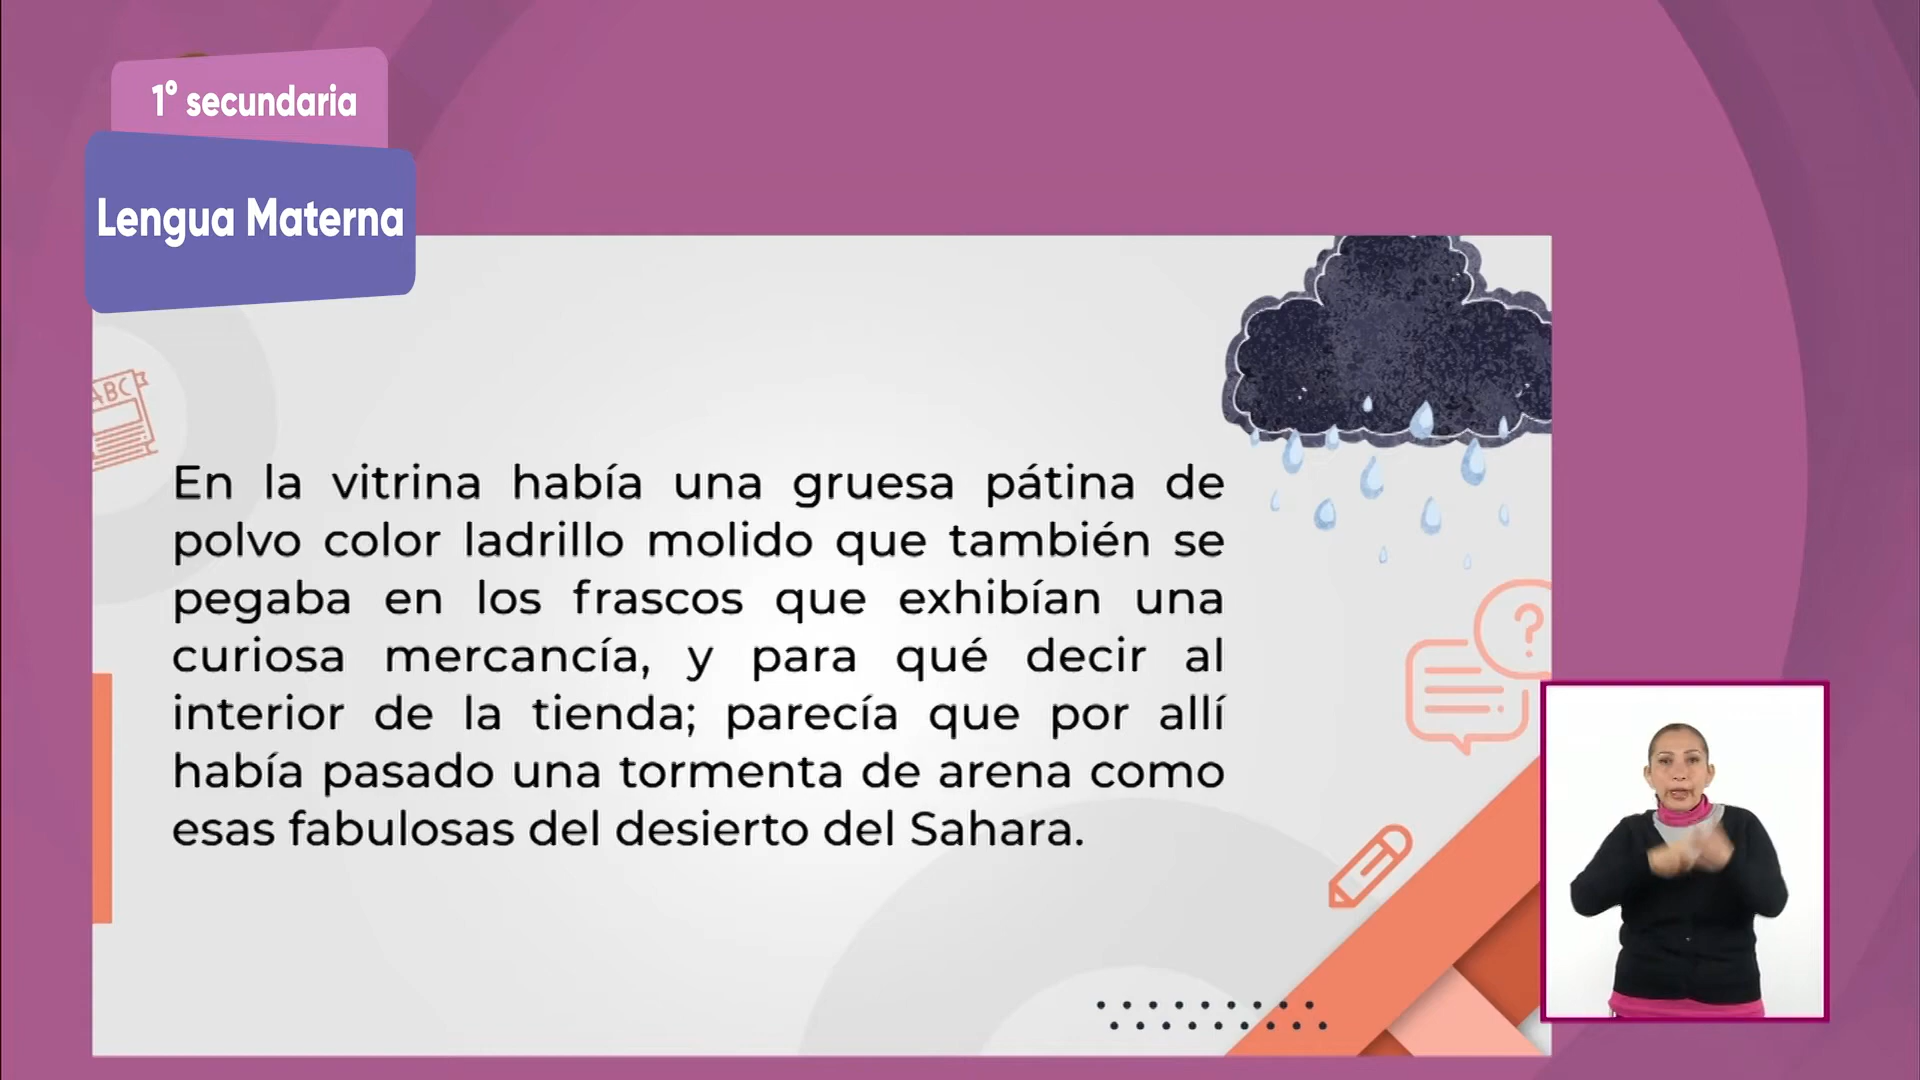 1° secundaria
Lengua Materna
ABC
En la vitrina había una gruesa pátina de
polvo color ladrillo molido que también se
pegaba en los frascos que exhibían una
curiosa mercancía, y para qué decir al
interior de la tienda; parecía que por allí
había pasado una tormenta de arena como
esas fabulosas del desierto del Sahara.
?